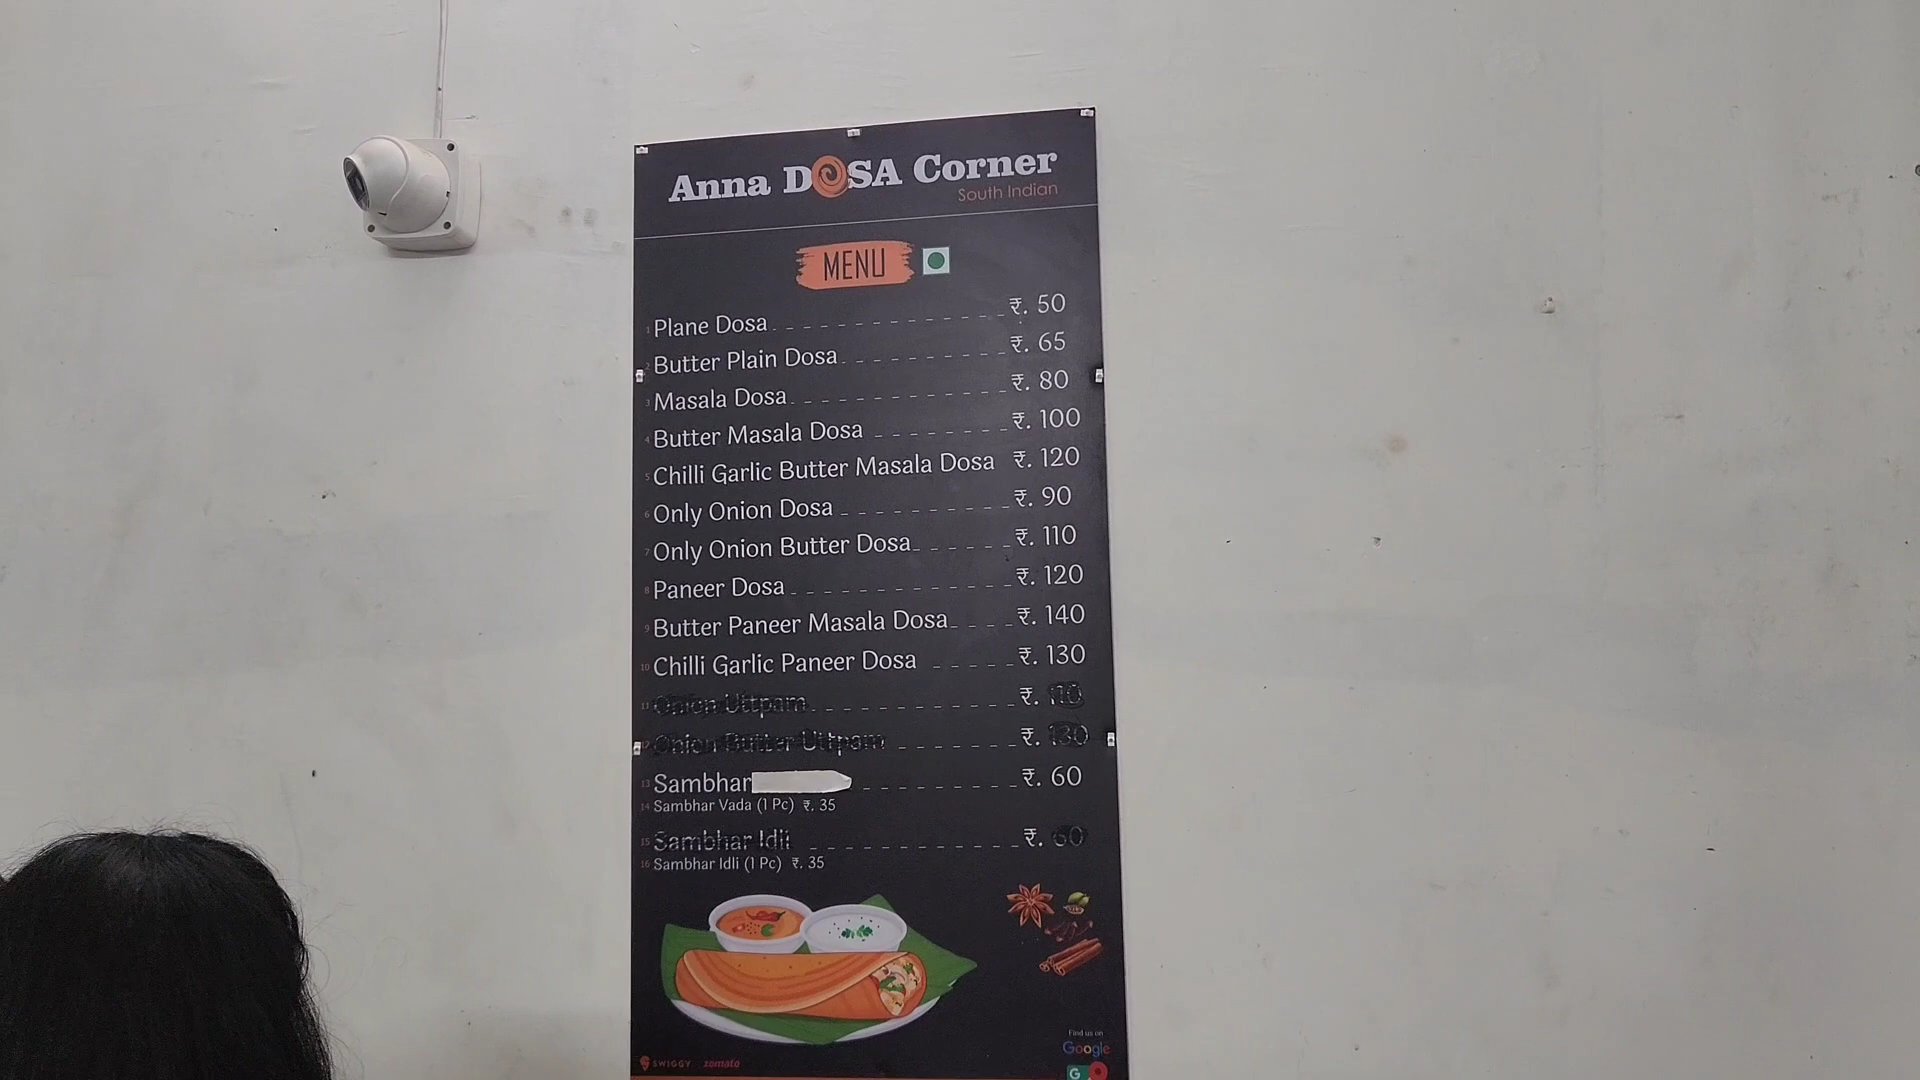 Anna DOSA Corner
South Indian
MENU
1 Plane Dosa ₹. 50
2 Butter Plain Dosa ₹. 65
3 Masala Dosa ₹. 80
4 Butter Masala Dosa ₹. 100
5 Chilli Garlic Butter Masala Dosa ₹. 120
6 Only Onion Dosa ₹. 90
7 Only Onion Butter Dosa ₹. 110
8 Paneer Dosa ₹. 120
9 Butter Paneer Masala Dosa ₹. 140
10 Chilli Garlic Paneer Dosa ₹. 130
11 Onion Uttpam ₹. 110
12 Onion Butter Uttpam ₹. 130
13 Sambhar ₹. 60
14 Sambhar Vada (1 Pc) ₹. 35
15 Sambhar Idli ₹. 60
16 Sambhar Idli (1 Pc) ₹. 35
Find us on
Google
SWIGGY zomato
G